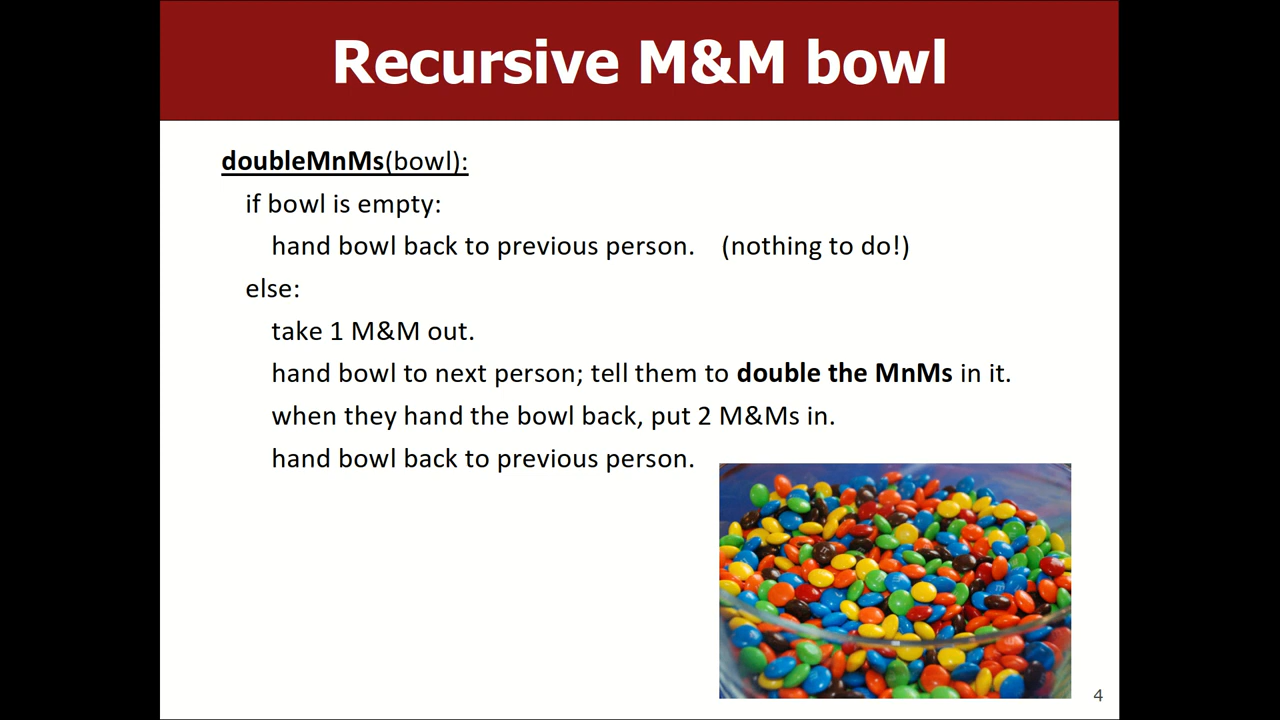 Recursive M&M bowl
doubleMnMs(bowl):
if bowl is empty:
hand bowl back to previous person. (nothing to do!)
else:
take 1 M&M out.
hand bowl to next person; tell them to double the MnMs in it.
when they hand the bowl back, put 2 M&Ms in.
hand bowl back to previous person.
4